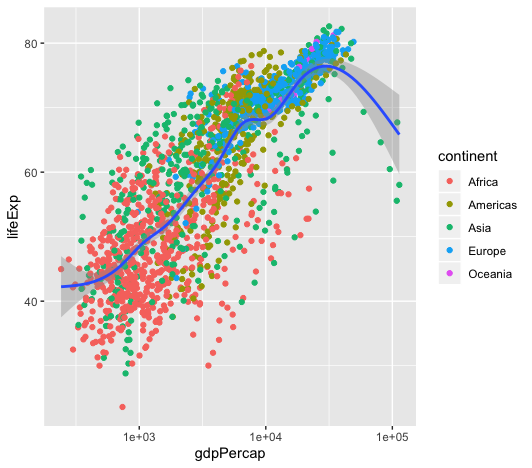 80
60
40
lifeExp
1e+03
1e+04
1e+05
gdpPercap
continent
Africa
Americas
Asia
Europe
Oceania